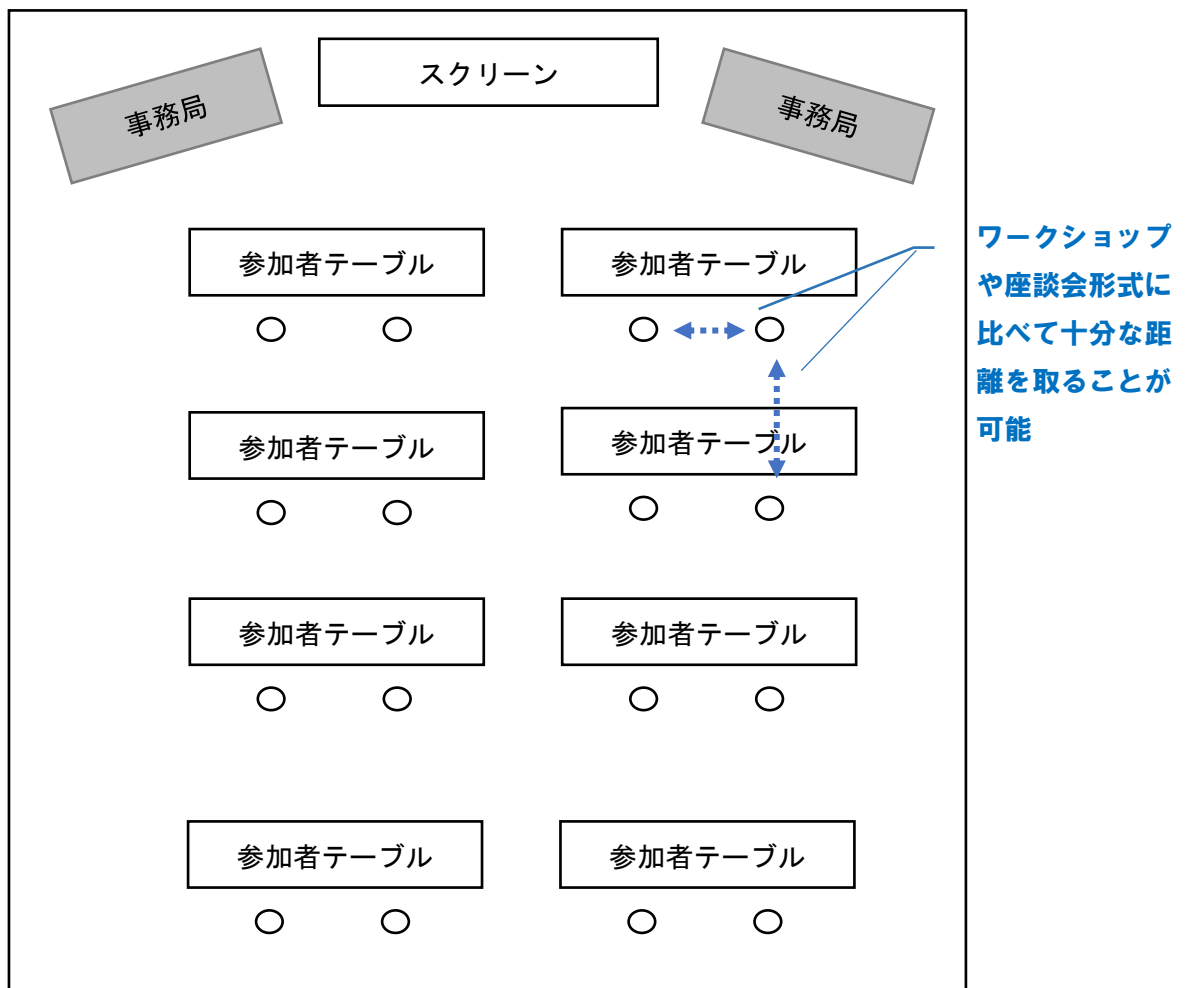 スクリーン
事務局
事務局
参加者テーブル
参加者テーブル
ワークショップ
や座談会形式に
比べて十分な距
離を取ることが
可能
参加者テーブル
参加者テーブル
参加者テーブル
参加者テーブル
参加者テーブル
参加者テーブル